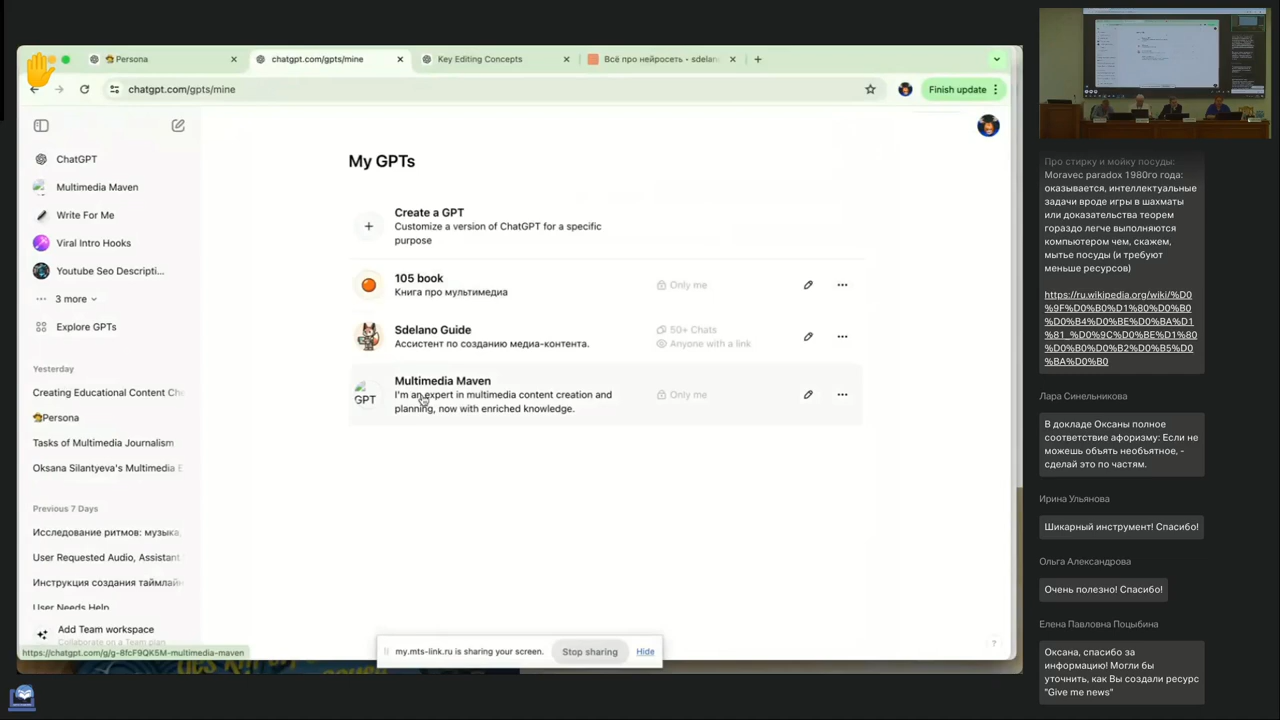 Persona
chatgpt.com/gpts/mine
Key Editing Concepts
Всё про нейросеть • sdelan
chatgpt.com/gpts/mine
Finish update
ChatGPT
Multimedia Maven
Write For Me
Viral Intro Hooks
Youtube Seo Descripti...
3 more
Explore GPTs
Yesterday
Creating Educational Content Che
Persona
Tasks of Multimedia Journalism
Oksana Silantyeva's Multimedia E
Previous 7 Days
Исследование ритмов: музыка,
User Requested Audio, Assistant
Инструкция создания таймлайн
User Needs Help
Add Team workspace
Collaborate on a Team plan
https://chatgpt.com/g/g-8fcF9QK5M-multimedia-maven
My GPTs
Create a GPT
Customize a version of ChatGPT for a specific
purpose
105 book
Книга про мультимедиа
Only me
Sdelano Guide
Ассистент по созданию медиа-контента.
50+ Chats
Anyone with a link
GPT
Multimedia Maven
I'm an expert in multimedia content creation and
planning, now with enriched knowledge.
Only me
my.mts-link.ru is sharing your screen.
Stop sharing
Hide
Про стирку и мойку посуды:
Moravec paradox 1980го года:
оказывается, интеллектуальные
задачи вроде игры в шахматы
или доказательства теорем
гораздо легче выполняются
компьютером чем, скажем,
мытье посуды (и требуют
меньше ресурсов)
https://ru.wikipedia.org/wiki/%D0
%9F%D0%B0%D1%80%D0%B0
%D0%B4%D0%BE%D0%BA%D1
%81_%D0%9C%D0%BE%D1%80
%D0%B0%D0%B2%D0%B5%D0
%BA%D0%B0
Лара Синельникова
В докладе Оксаны полное
соответствие афоризму: Если не
можешь объять необъятное, -
сделай это по частям.
Ирина Ульянова
Шикарный инструмент! Спасибо!
Ольга Александрова
Очень полезно! Спасибо!
Елена Павловна Поцыбина
Оксана, спасибо за
информацию! Могли бы
уточнить, как Вы создали ресурс
"Give me news"